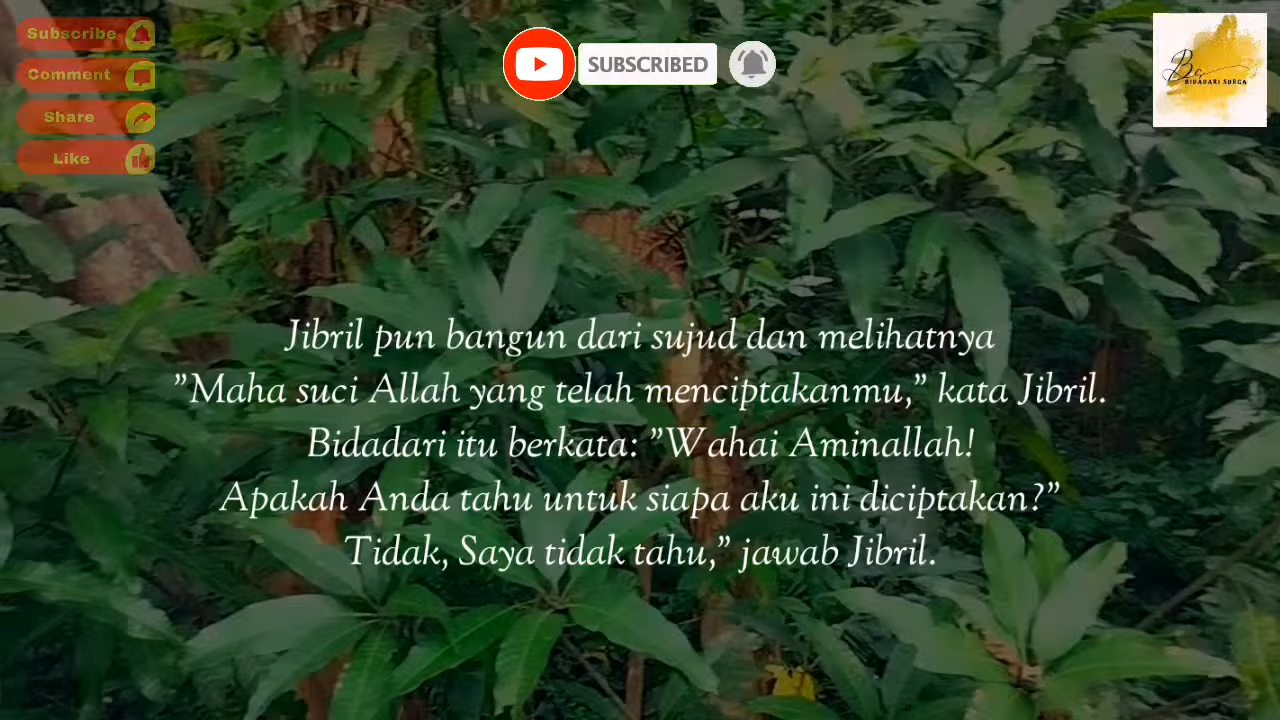 Subscribe
Comment
Share
Like
SUBSCRIBED
Bs
BIDADARI SURGA
Jibril pun bangun dari sujud dan melihatnya
”Maha suci Allah yang telah menciptakanmu,” kata Jibril.
Bidadari itu berkata: ”Wahai Aminallah!
Apakah Anda tahu untuk siapa aku ini diciptakan?”
Tidak, Saya tidak tahu,” jawab Jibril.